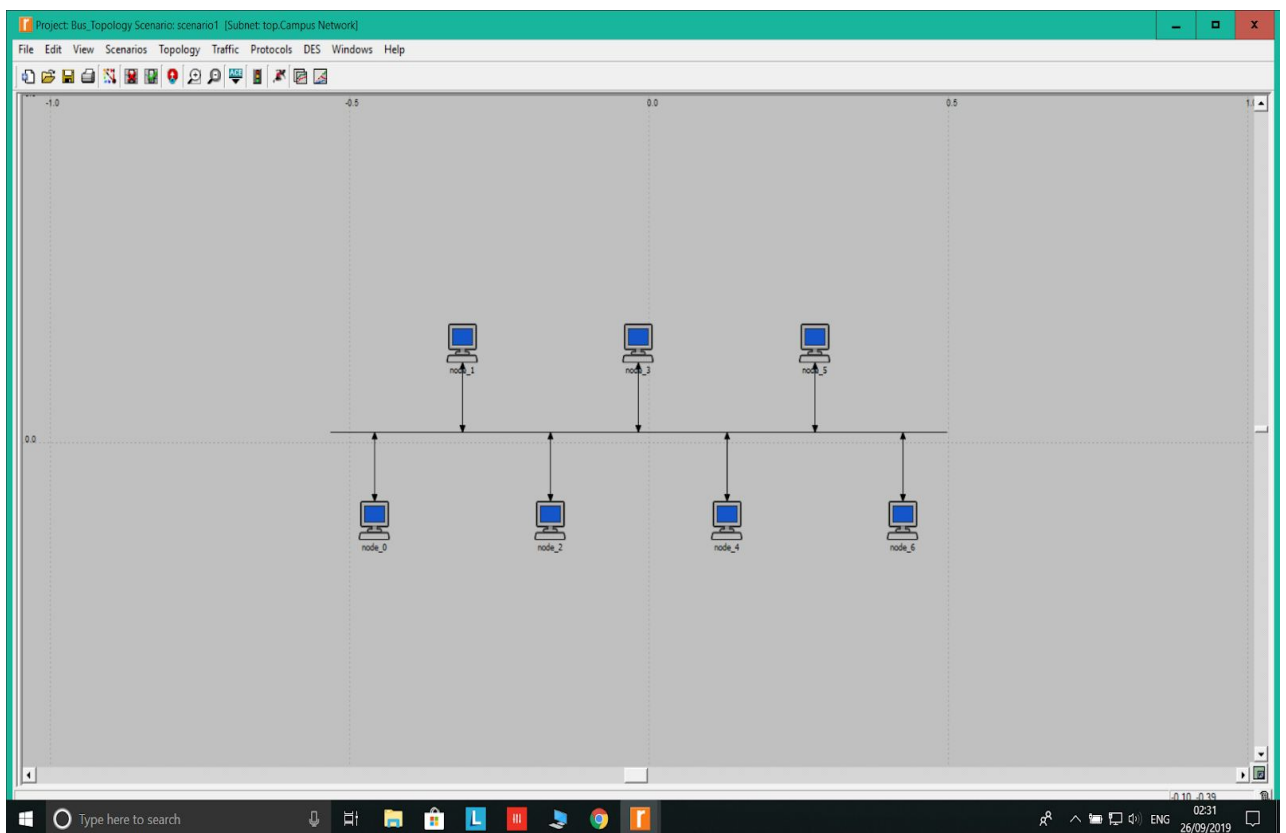 Project: Bus_Topology Scenario: scenario1 [Subnet: top.Campus Network]
File Edit View Scenarios Topology Traffic Protocols DES Windows Help
-1.0 -0.5 0.0 0.5
node_1 node_3 node_5
0.0
node_0 node_2 node_4 node_6
-0.10 -0.39
Type here to search
L
ENG
02:31
26/09/2019